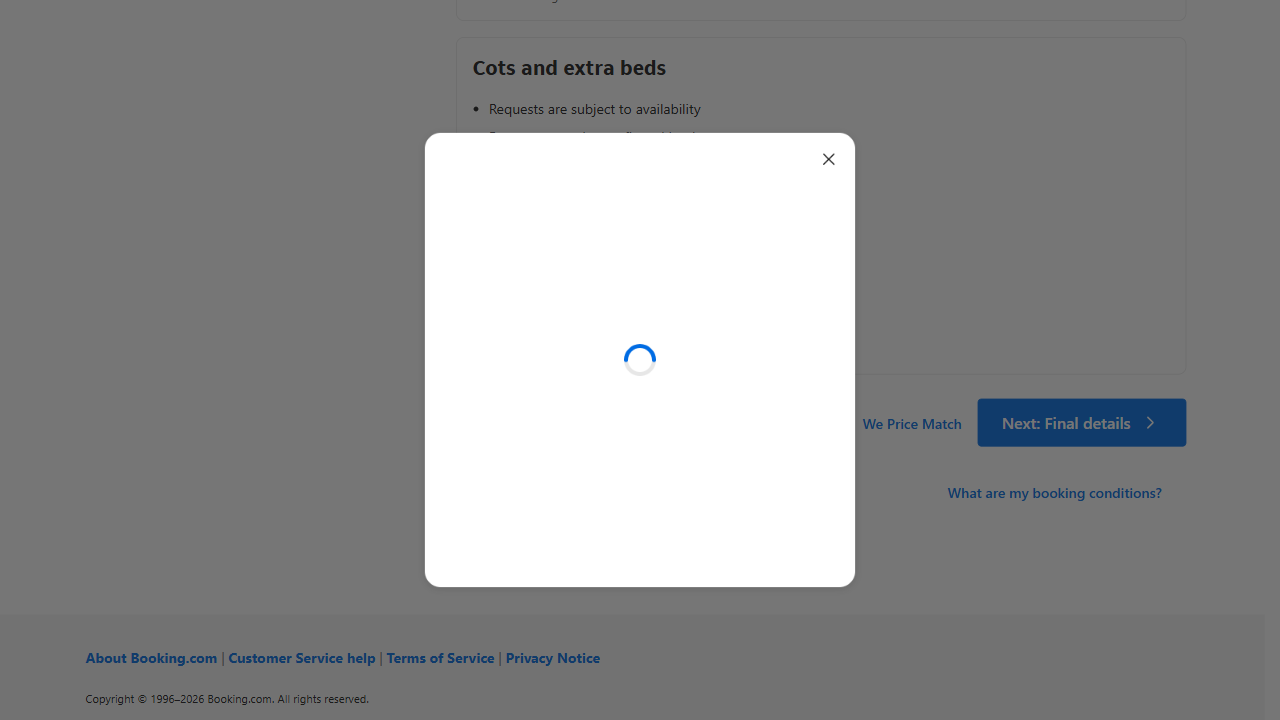 Cots and extra beds
• Requests are subject to availability
We Price Match
Next: Final details
What are my booking conditions?
About Booking.com | Customer Service help | Terms of Service | Privacy Notice
Copyright © 1996–2026 Booking.com. All rights reserved.